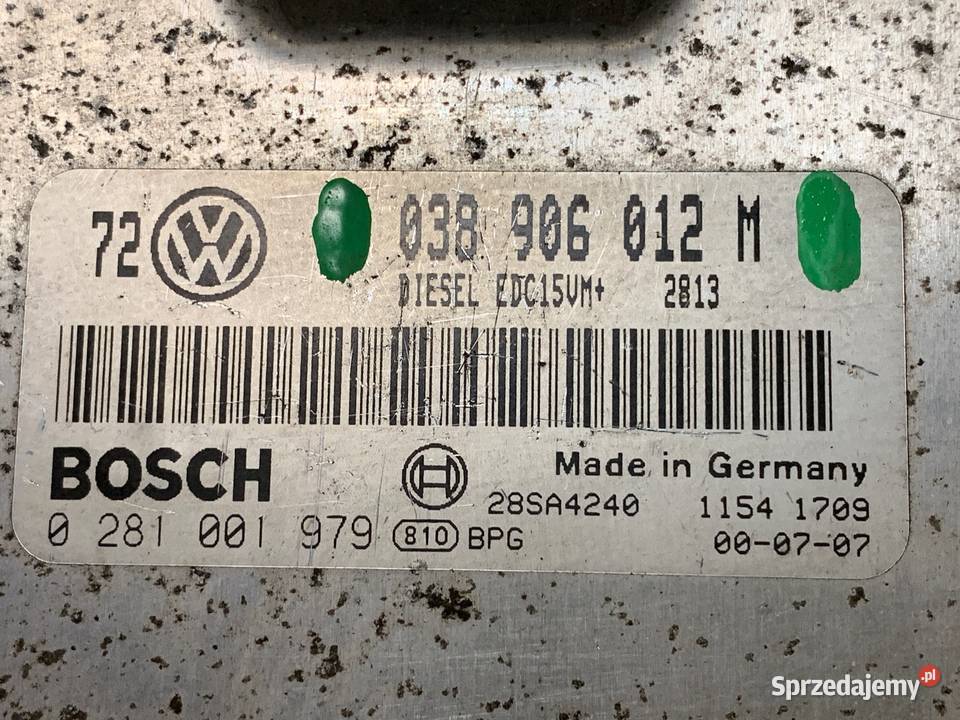 72 VW 038 906 012 M
DIESEL EDC15VM+ 2813
BOSCH
Made in Germany
28SA4240 1154 1709
0 281 001 979 810 BPG 00-07-07
Sprzedajemy.pl